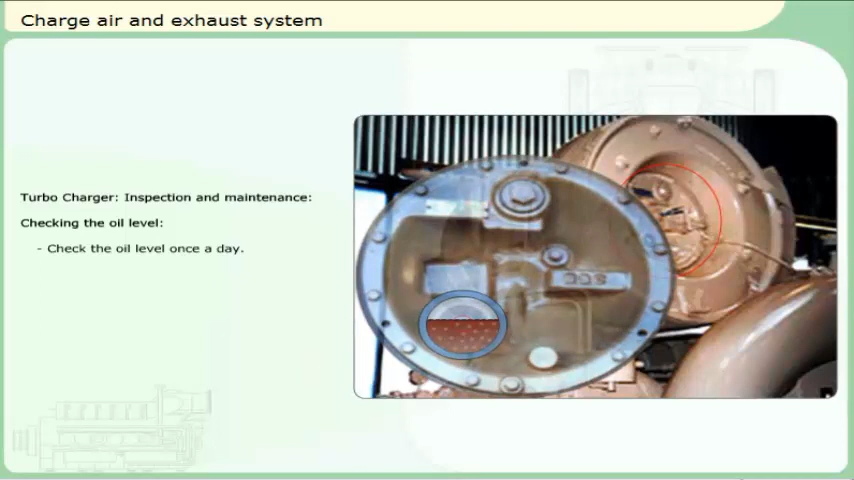 Charge air and exhaust system
Turbo Charger: Inspection and maintenance:
Checking the oil level:
- Check the oil level once a day.